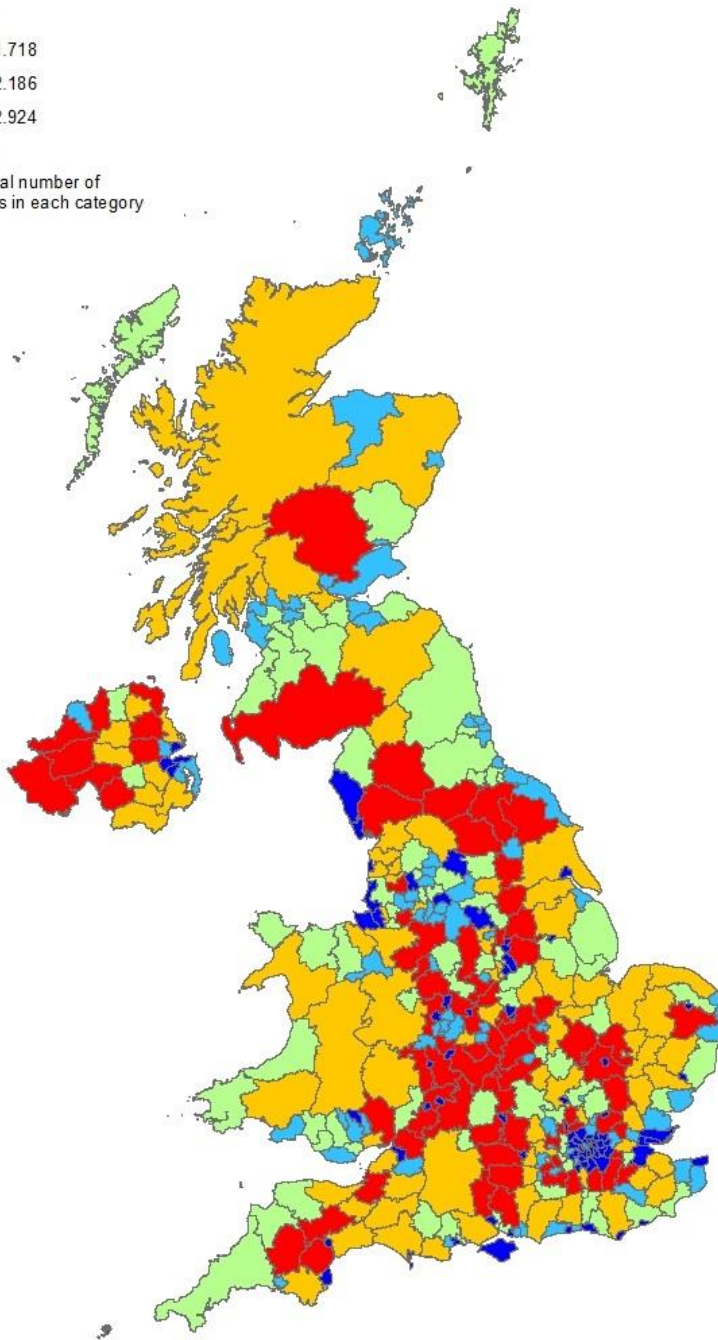 .718
.186
.924
al number of
s in each category